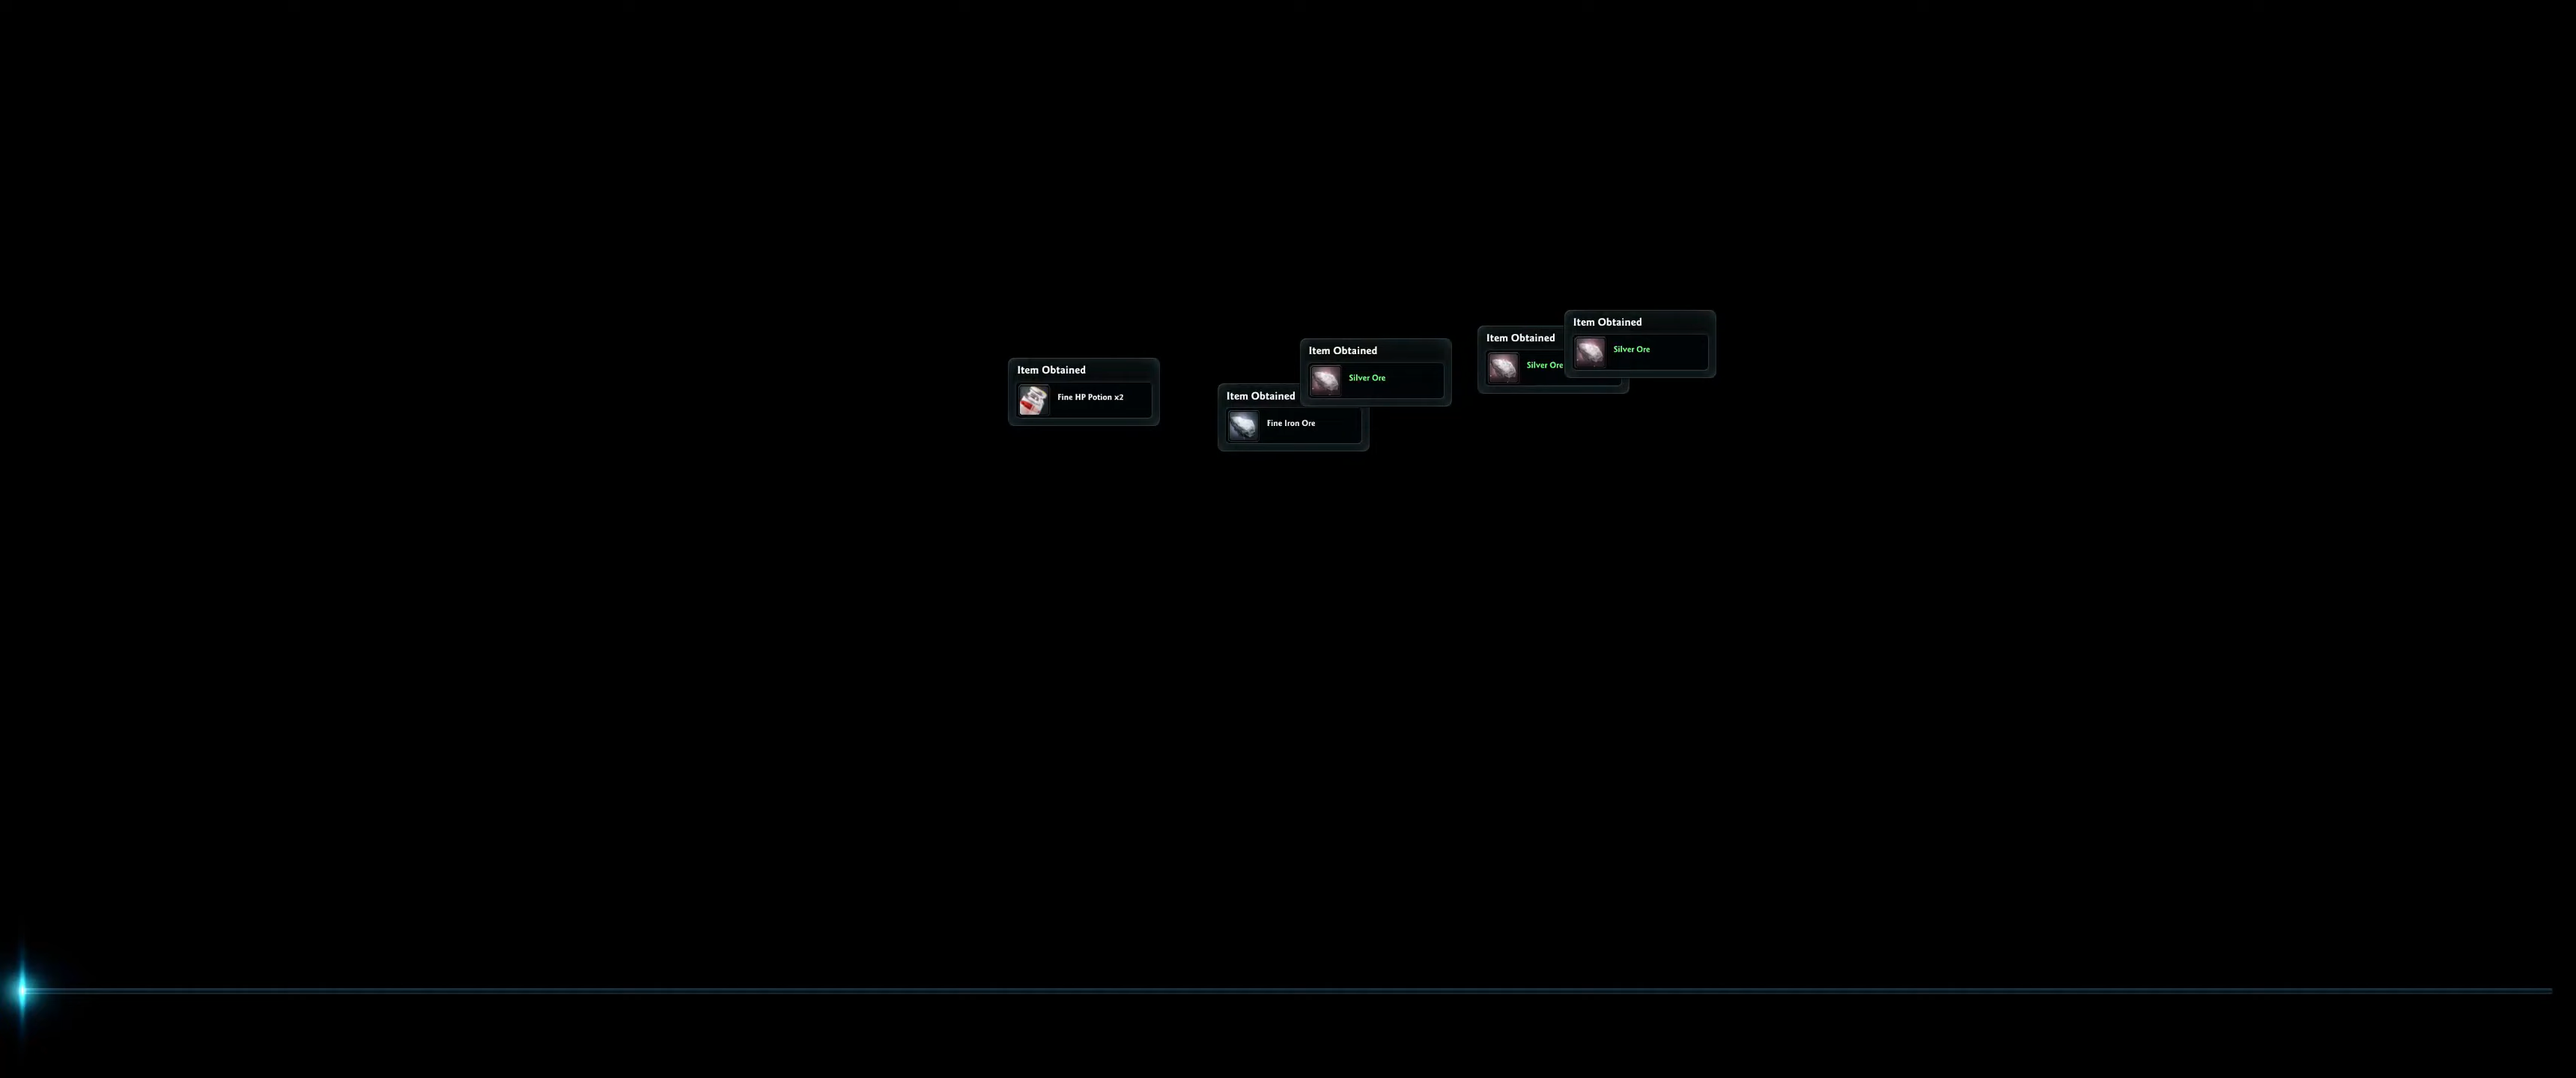 Item Obtained
Fine HP Potion x2
Item Obtained
Fine Iron Ore
Item Obtained
Silver Ore
Item Obtained
Silver Ore
Item Obtained
Silver Ore